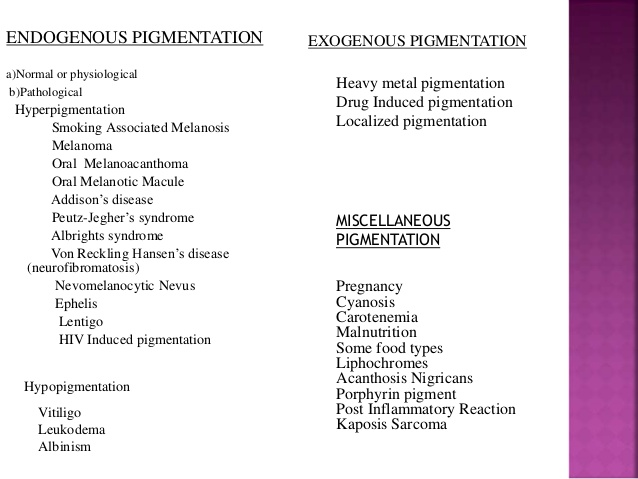 ENDOGENOUS PIGMENTATION
a)Normal or physiological
b)Pathological
Hyperpigmentation
Smoking Associated Melanosis
Melanoma
Oral Melanoacanthoma
Oral Melanotic Macule
Addison's disease
Peutz-Jegher's syndrome
Albrights syndrome
Von Reckling Hansen's disease
(neurofibromatosis)
Nevomelanocytic Nevus
Ephelis
Lentigo
HIV Induced pigmentation
Hypopigmentation
Vitiligo
Leukodema
Albinism
EXOGENOUS PIGMENTATION
Heavy metal pigmentation
Drug Induced pigmentation
Localized pigmentation
MISCELLANEOUS
PIGMENTATION
Pregnancy
Cyanosis
Carotenemia
Malnutrition
Some food types
Liphochromes
Acanthosis Nigricans
Porphyrin pigment
Post Inflammatory Reaction
Kaposis Sarcoma